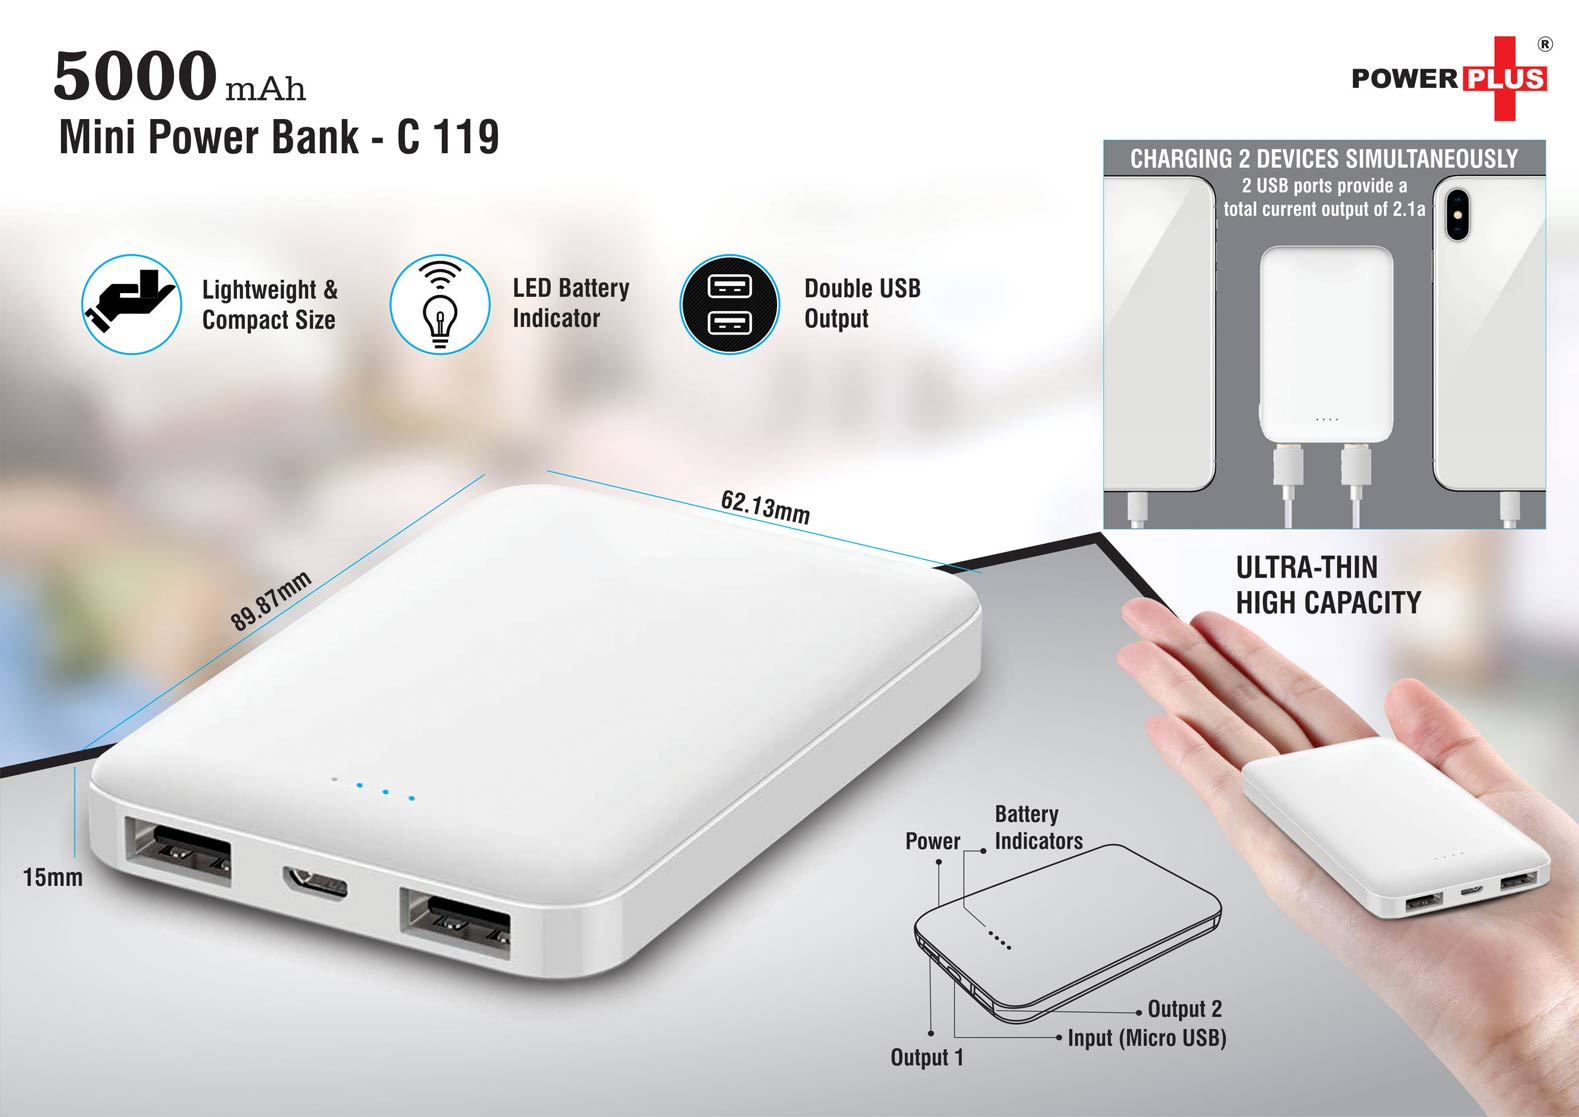 5000 mAh
Mini Power Bank - C 119
POWER PLUS ®
CHARGING 2 DEVICES SIMULTANEOUSLY
2 USB ports provide a
total current output of 2.1a
Lightweight &
Compact Size
LED Battery
Indicator
Double USB
Output
89.87mm
62.13mm
15mm
ULTRA-THIN
HIGH CAPACITY
Power
Battery
Indicators
Output 2
Input (Micro USB)
Output 1